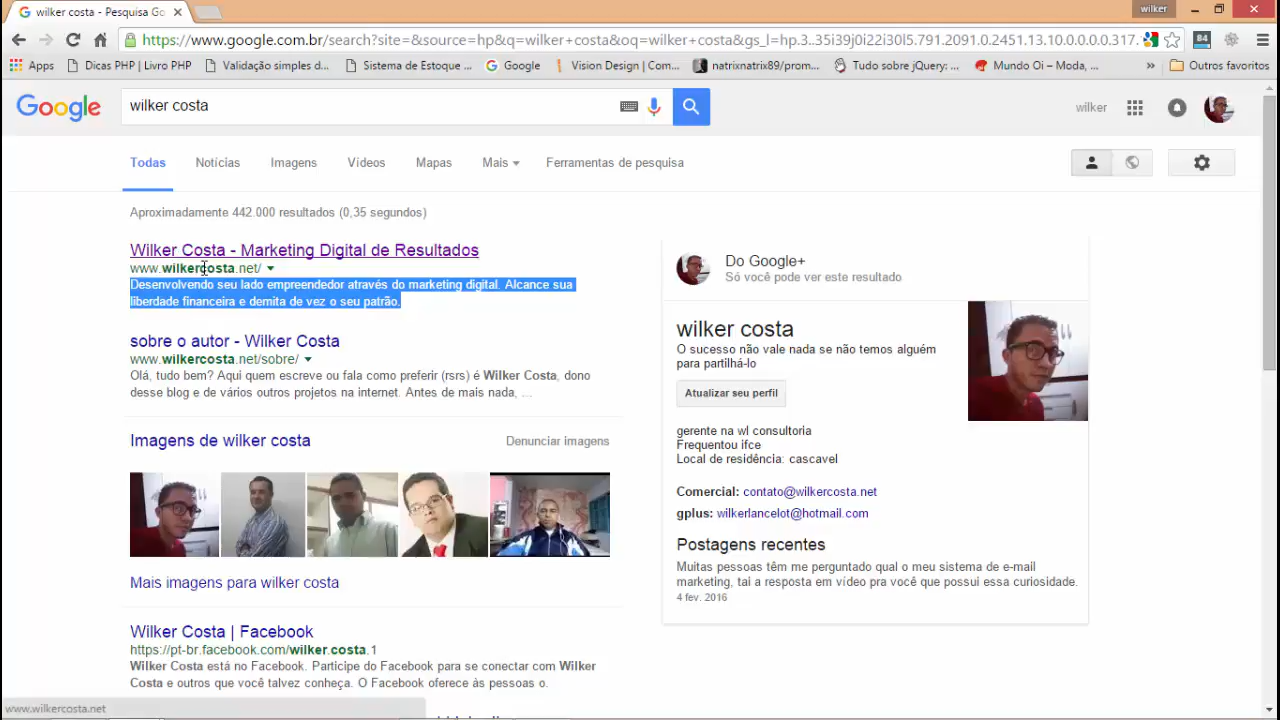 wilker costa - Pesquisa Go
wilker
https://www.google.com.br/search?site=&source=hp&q=wilker+costa&oq=wilker+costa&gs_l=hp.3..35i39j0i22i30l5.791.2091.0.2451.13.10.0.0.0.0.317.
84
Apps
Dicas PHP | Livro PHP
Validação simples d...
Sistema de Estoque ...
Google
Vision Design | Com...
natrixnatrix89/prom...
Tudo sobre jQuery: ...
Mundo Oi – Moda, ...
»
Outros favoritos
Google
wilker costa
wilker
Todas
Notícias
Imagens
Vídeos
Mapas
Mais
Ferramentas de pesquisa
Aproximadamente 442.000 resultados (0,35 segundos)
Wilker Costa - Marketing Digital de Resultados
www.wilkercosta.net/
Desenvolvendo seu lado empreendedor através do marketing digital. Alcance sua
liberdade financeira e demita de vez o seu patrão.
sobre o autor - Wilker Costa
www.wilkercosta.net/sobre/
Olá, tudo bem? Aqui quem escreve ou fala como preferir (rsrs) é Wilker Costa, dono
desse blog e de vários outros projetos na internet. Antes de mais nada, ...
Imagens de wilker costa
Denunciar imagens
Mais imagens para wilker costa
Wilker Costa | Facebook
https://pt-br.facebook.com/wilker.costa.1
Wilker Costa está no Facebook. Participe do Facebook para se conectar com Wilker
Costa e outros que você talvez conheça. O Facebook oferece às pessoas o.
Do Google+
Só você pode ver este resultado
wilker costa
O sucesso não vale nada se não temos alguém
para partilhá-lo
Atualizar seu perfil
gerente na wl consultoria
Frequentou ifce
Local de residência: cascavel
Comercial: contato@wilkercosta.net
gplus: wilkerlancelot@hotmail.com
Postagens recentes
Muitas pessoas têm me perguntado qual o meu sistema de e-mail
marketing, tai a resposta em vídeo pra você que possui essa curiosidade.
4 fev. 2016
www.wilkercosta.net